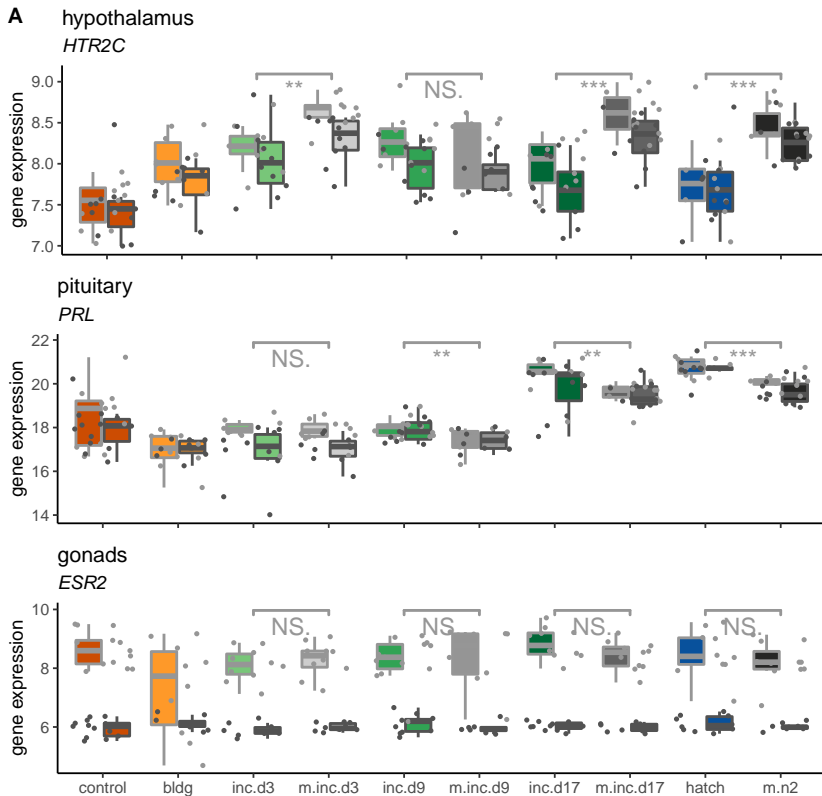 A
hypothalamus
HTR2C
gene expression
9.0
8.5
8.0
7.5
7.0
** NS. *** ***
pituitary
PRL
gene expression
22
20
18
16
14
NS. ** ** ***
gonads
ESR2
gene expression
10
8
6
NS. NS. NS. NS.
control bldg inc.d3 m.inc.d3 inc.d9 m.inc.d9 inc.d17 m.inc.d17 hatch m.n2